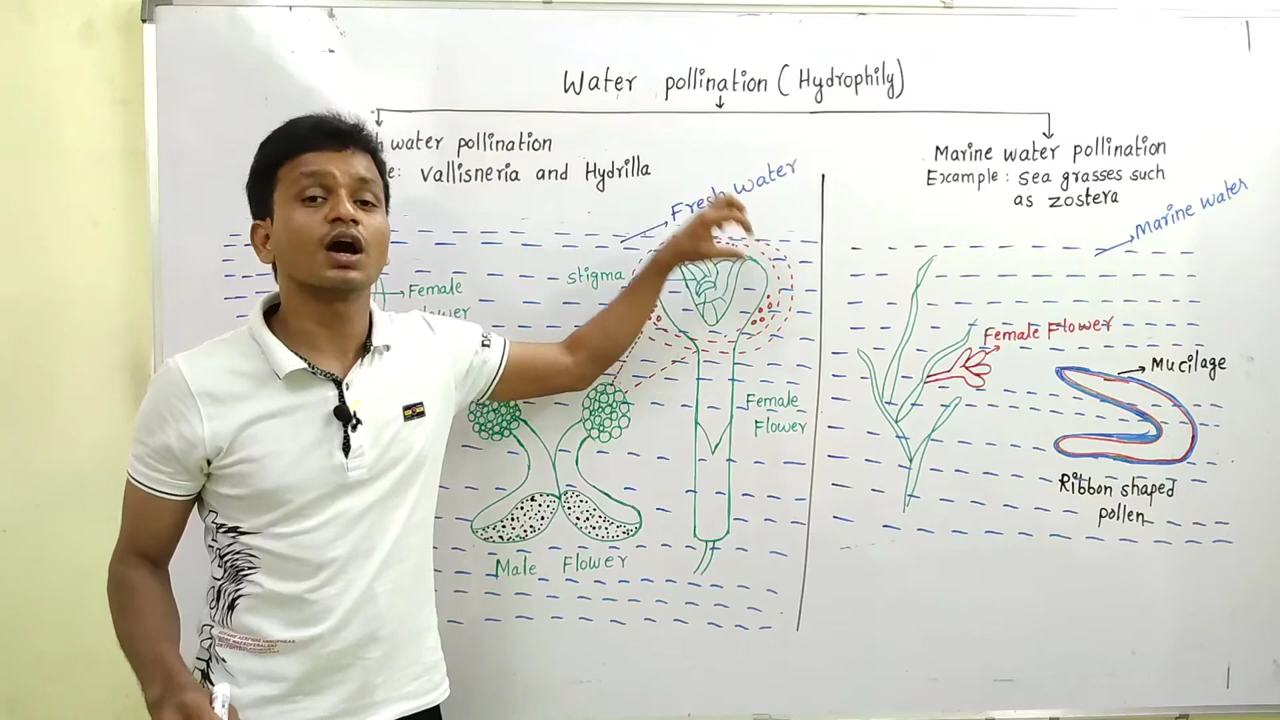 Water pollination (Hydrophily)
h water pollination
e: Vallisneria and Hydrilla
Fresh water
stigma
Female
lower
Female
Flower
Male Flower
Marine water pollination
Example: Sea grasses such
as zostera
Marine water
Female Flower
Mucilage
Ribbon shaped
pollen